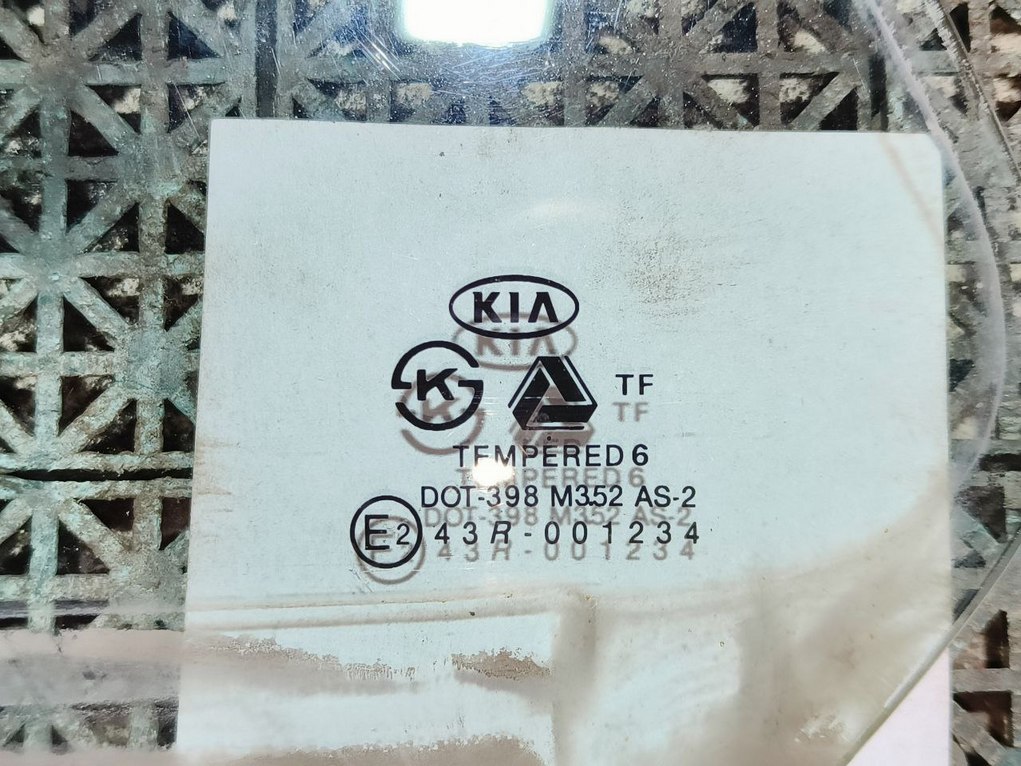 KIA
K TF
TEMPERED 6
DOT-398 M352 AS-2
E2 43R-001234